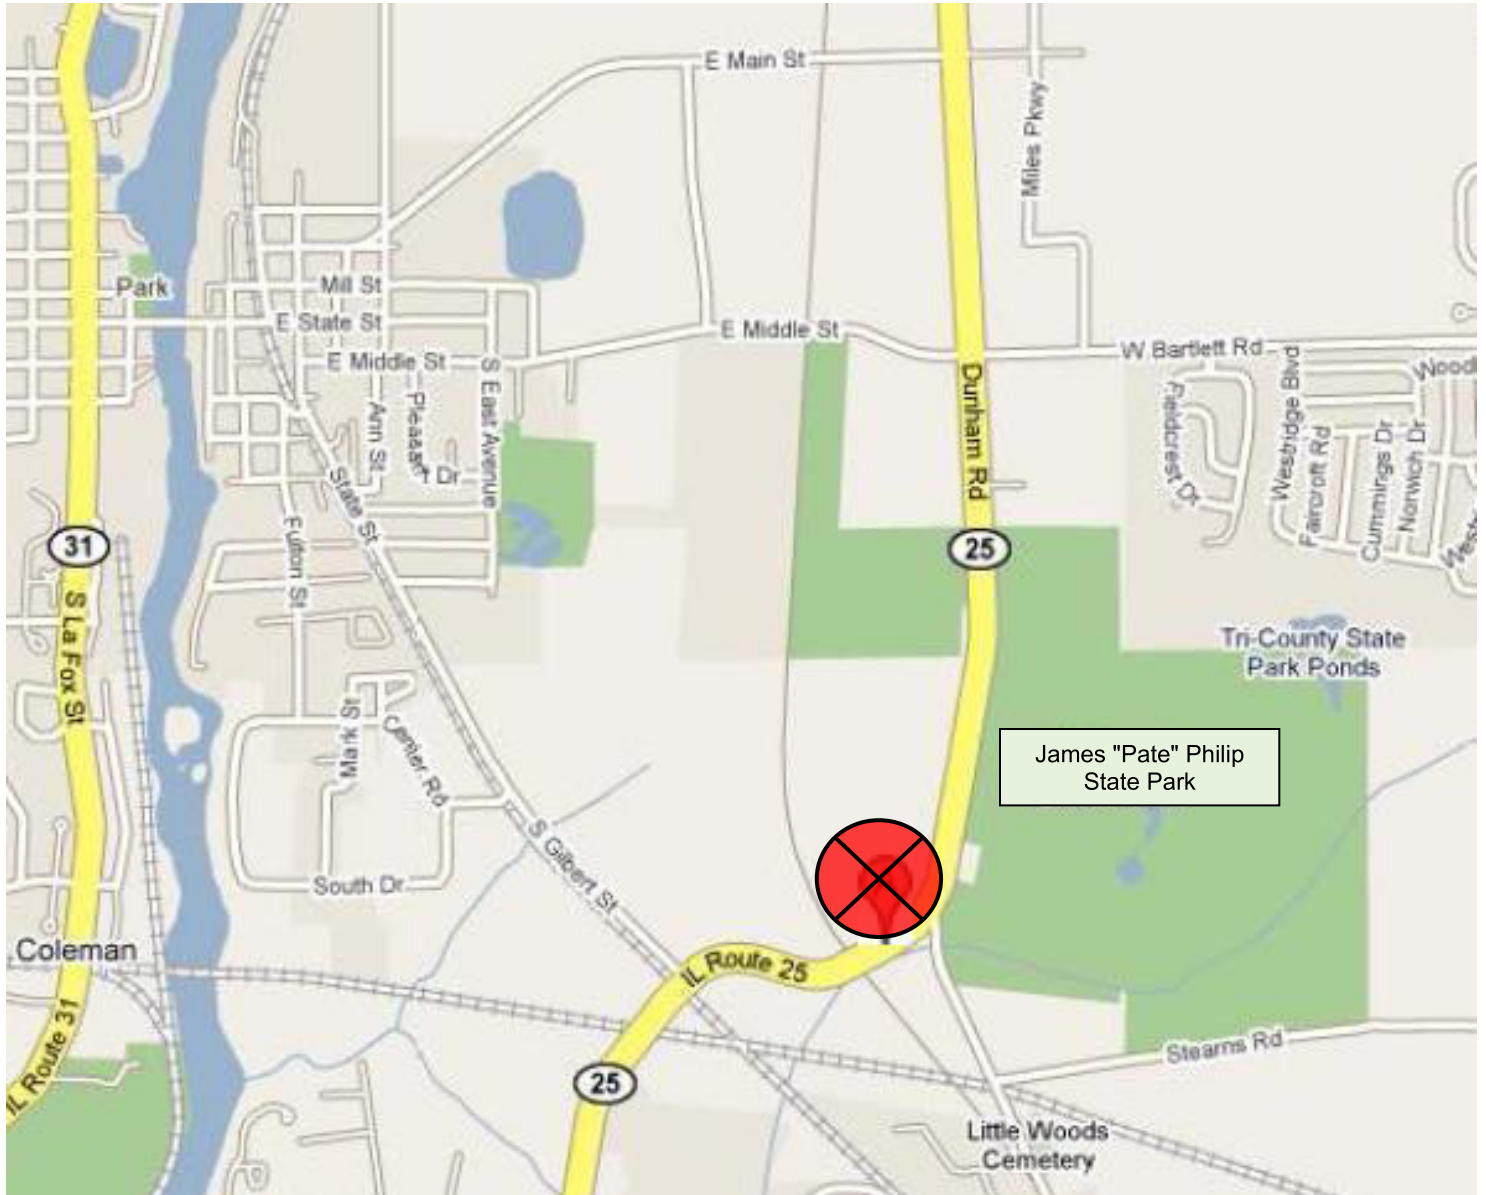 E Main St
Miles Pkwy
Park
Mill St
E State St
E Middle St
E Middle St
W Bartlett Rd
S East Avenue
Ann St
Pleasant Dr
Dunham Rd
Fieldcrest Dr
Westridge Blvd
Faircroft Rd
Cummings Dr
Norwich Dr
State St
Fulton St
31
25
S La Fox St
Tri-County State
Park Ponds
Mark St
James "Pate" Philip
State Park
S Gilbert St
South Dr
Coleman
IL Route 25
IL Route 31
Stearns Rd
25
Little Woods
Cemetery